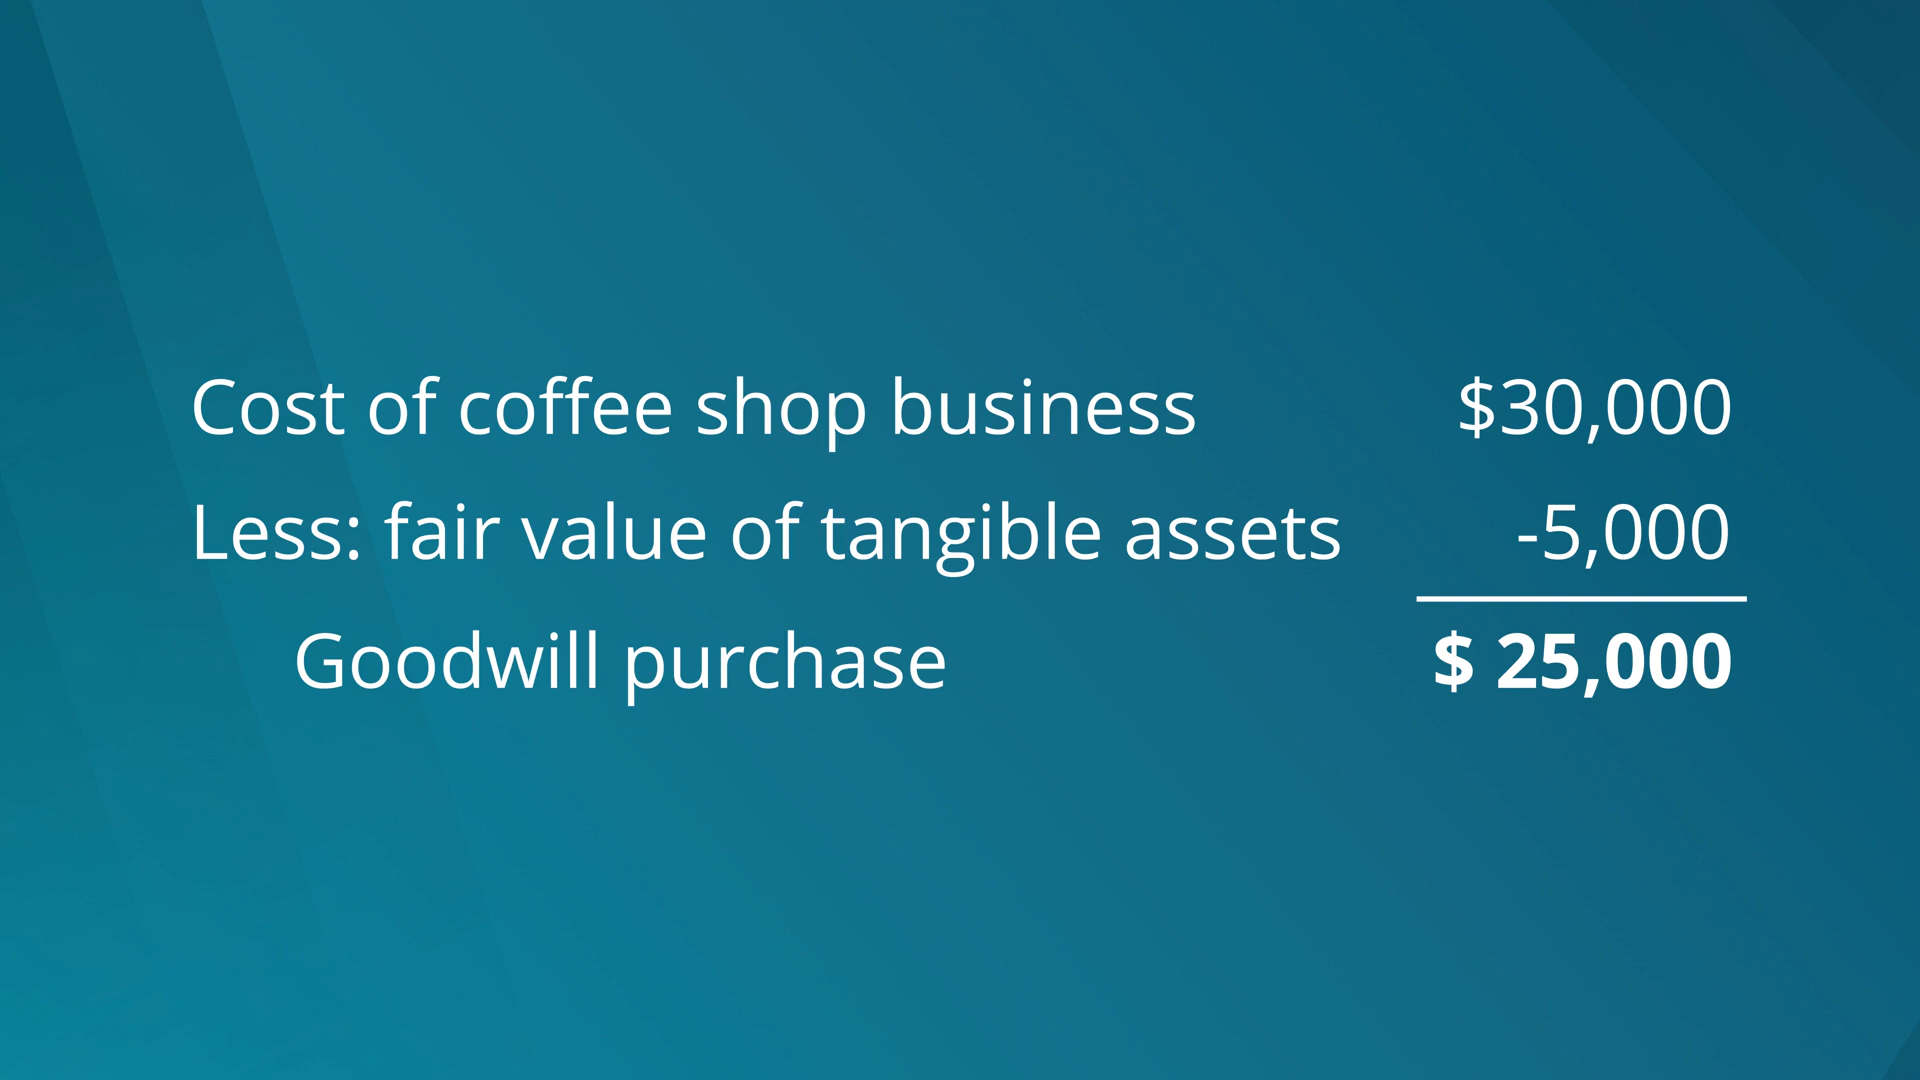 Cost of coffee shop business $30,000
Less: fair value of tangible assets -5,000
Goodwill purchase $ 25,000